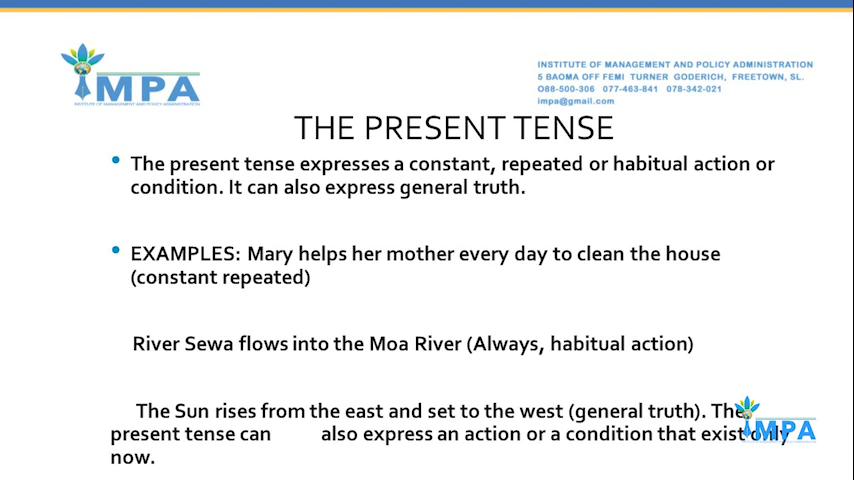 IMPA
INSTITUTE OF MANAGEMENT AND POLICY ADMINISTRATION
INSTITUTE OF MANAGEMENT AND POLICY ADMINISTRATION
5 BAOMA OFF FEMI TURNER GODERICH, FREETOWN, SL.
O88-500-306 077-463-841 078-342-021
impa@gmail.com
THE PRESENT TENSE
• The present tense expresses a constant, repeated or habitual action or
condition. It can also express general truth.
• EXAMPLES: Mary helps her mother every day to clean the house
(constant repeated)
River Sewa flows into the Moa River (Always, habitual action)
The Sun rises from the east and set to the west (general truth). The
present tense can also express an action or a condition that exist only
now.
IMPA